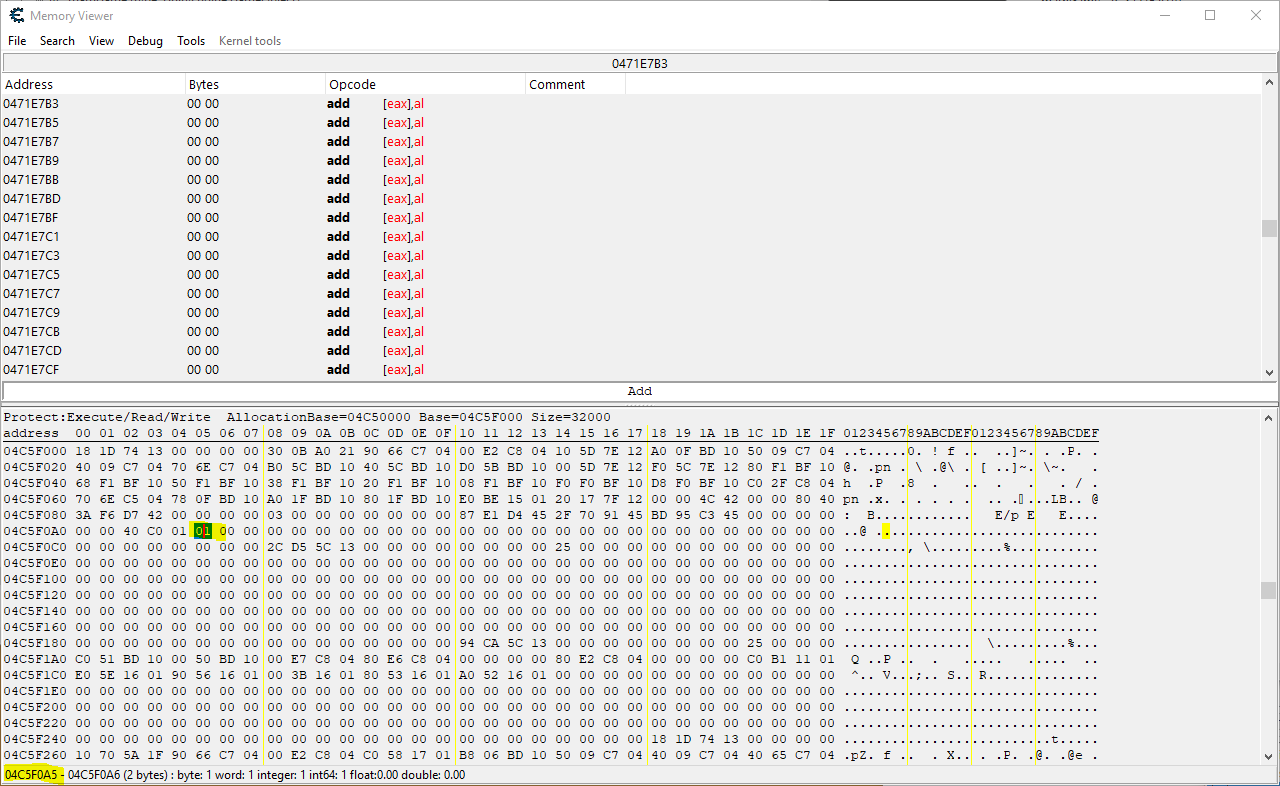 Memory Viewer
File Search View Debug Tools Kernel tools
0471E7B3
Address Bytes Opcode Comment
0471E7B3 00 00 add [eax],al
0471E7B5 00 00 add [eax],al
0471E7B7 00 00 add [eax],al
0471E7B9 00 00 add [eax],al
0471E7BB 00 00 add [eax],al
0471E7BD 00 00 add [eax],al
0471E7BF 00 00 add [eax],al
0471E7C1 00 00 add [eax],al
0471E7C3 00 00 add [eax],al
0471E7C5 00 00 add [eax],al
0471E7C7 00 00 add [eax],al
0471E7C9 00 00 add [eax],al
0471E7CB 00 00 add [eax],al
0471E7CD 00 00 add [eax],al
0471E7CF 00 00 add [eax],al
Add
Protect:Execute/Read/Write AllocationBase=04C50000 Base=04C5F000 Size=32000
address 00 01 02 03 04 05 06 07 08 09 0A 0B 0C 0D 0E 0F 10 11 12 13 14 15 16 17 18 19 1A 1B 1C 1D 1E 1F 0123456789ABCDEF0123456789ABCDEF
04C5F000 18 1D 74 13 00 00 00 00 30 0B A0 21 90 66 C7 04 00 E2 C8 04 10 5D 7E 12 A0 0F BD 10 50 09 C7 04 ..t.....0. ! f . . ..]~. . ..P. .
04C5F020 40 09 C7 04 70 6E C7 04 B0 5C BD 10 40 5C BD 10 D0 5B BD 10 00 5D 7E 12 F0 5C 7E 12 80 F1 BF 10 @. .pn . \ .@\ . [ ..]~. \~. .
04C5F040 68 F1 BF 10 50 F1 BF 10 38 F1 BF 10 20 F1 BF 10 08 F1 BF 10 F0 F0 BF 10 D8 F0 BF 10 C0 2F C8 04 h .P .8 . . . . . / .
04C5F060 70 6E C5 04 78 0F BD 10 A0 1F BD 10 80 1F BD 10 E0 BE 15 01 20 17 7F 12 00 00 4C 42 00 00 80 40 pn .x. . . . . . . .. ...LB.. @
04C5F080 3A F6 D7 42 00 00 00 00 03 00 00 00 00 00 00 00 87 E1 D4 45 2F 70 91 45 BD 95 C3 45 00 00 00 00 : B............ E/p E E....
04C5F0A0 00 00 40 C0 01 01 00 00 00 00 00 00 00 00 00 00 00 00 00 00 00 00 00 00 00 00 00 00 00 00 00 00 ..@ ...........................
04C5F0C0 00 00 00 00 00 00 00 00 2C D5 5C 13 00 00 00 00 00 00 00 00 25 00 00 00 00 00 00 00 00 00 00 00 ........, \.........%...........
04C5F0E0 00 00 00 00 00 00 00 00 00 00 00 00 00 00 00 00 00 00 00 00 00 00 00 00 00 00 00 00 00 00 00 00 ................................
04C5F100 00 00 00 00 00 00 00 00 00 00 00 00 00 00 00 00 00 00 00 00 00 00 00 00 00 00 00 00 00 00 00 00 ................................
04C5F120 00 00 00 00 00 00 00 00 00 00 00 00 00 00 00 00 00 00 00 00 00 00 00 00 00 00 00 00 00 00 00 00 ................................
04C5F140 00 00 00 00 00 00 00 00 00 00 00 00 00 00 00 00 00 00 00 00 00 00 00 00 00 00 00 00 00 00 00 00 ................................
04C5F160 00 00 00 00 00 00 00 00 00 00 00 00 00 00 00 00 00 00 00 00 00 00 00 00 00 00 00 00 00 00 00 00 ................................
04C5F180 00 00 00 00 00 00 00 00 00 00 00 00 00 00 00 00 94 CA 5C 13 00 00 00 00 00 00 00 00 25 00 00 00 ................ \.........%...
04C5F1A0 C0 51 BD 10 00 50 BD 10 00 E7 C8 04 80 E6 C8 04 00 00 00 00 80 E2 C8 04 00 00 00 00 C0 B1 11 01 Q ..P .. . ..... ..... ..
04C5F1C0 E0 5E 16 01 90 56 16 01 00 3B 16 01 80 53 16 01 A0 52 16 01 00 00 00 00 00 00 00 00 00 00 00 00 ^.. V...;.. S.. R..............
04C5F1E0 00 00 00 00 00 00 00 00 00 00 00 00 00 00 00 00 00 00 00 00 00 00 00 00 00 00 00 00 00 00 00 00 ................................
04C5F200 00 00 00 00 00 00 00 00 00 00 00 00 00 00 00 00 00 00 00 00 00 00 00 00 00 00 00 00 00 00 00 00 ................................
04C5F220 00 00 00 00 00 00 00 00 00 00 00 00 00 00 00 00 00 00 00 00 00 00 00 00 00 00 00 00 00 00 00 00 ................................
04C5F240 00 00 00 00 00 00 00 00 00 00 00 00 00 00 00 00 00 00 00 00 00 00 00 00 18 1D 74 13 00 00 00 00 ..........................t.....
04C5F260 10 70 5A 1F 90 66 C7 04 00 E2 C8 04 C0 58 17 01 B8 06 BD 10 50 09 C7 04 40 09 C7 04 40 65 C7 04 .pZ. f . . . X.. . .P. .@. .@e .
04C5F0A5 - 04C5F0A6 (2 bytes) : byte: 1 word: 1 integer: 1 int64: 1 float:0.00 double: 0.00